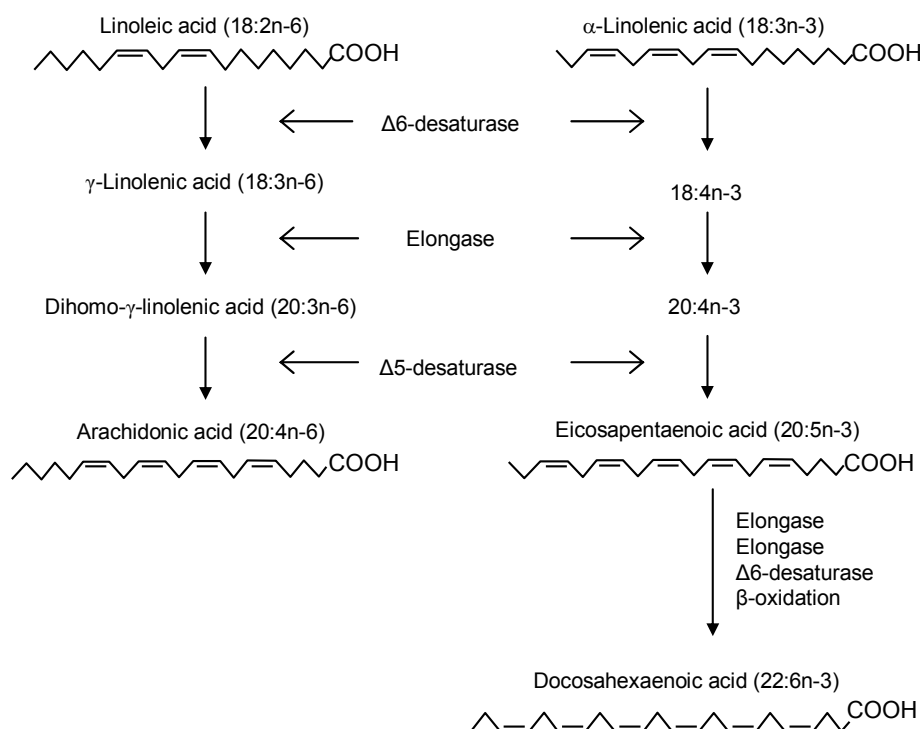 Linoleic acid (18:2n-6)
α-Linolenic acid (18:3n-3)
COOH
COOH
Δ6-desaturase
γ-Linolenic acid (18:3n-6)
18:4n-3
Elongase
Dihomo-γ-linolenic acid (20:3n-6)
20:4n-3
Δ5-desaturase
Arachidonic acid (20:4n-6)
Eicosapentaenoic acid (20:5n-3)
COOH
COOH
Elongase
Elongase
Δ6-desaturase
β-oxidation
Docosahexaenoic acid (22:6n-3)
COOH